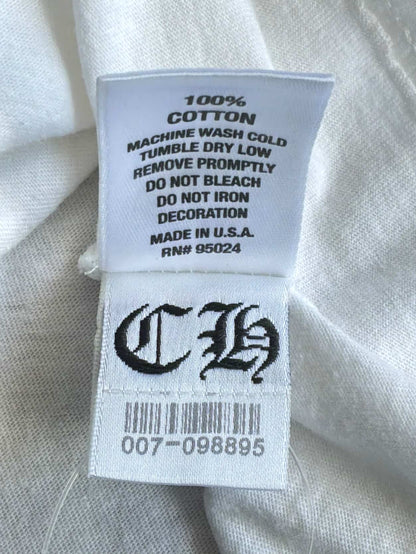 100%
COTTON
MACHINE WASH COLD
TUMBLE DRY LOW
REMOVE PROMPTLY
DO NOT BLEACH
DO NOT IRON
DECORATION
MADE IN U.S.A.
RN# 95024
CH
007-098895